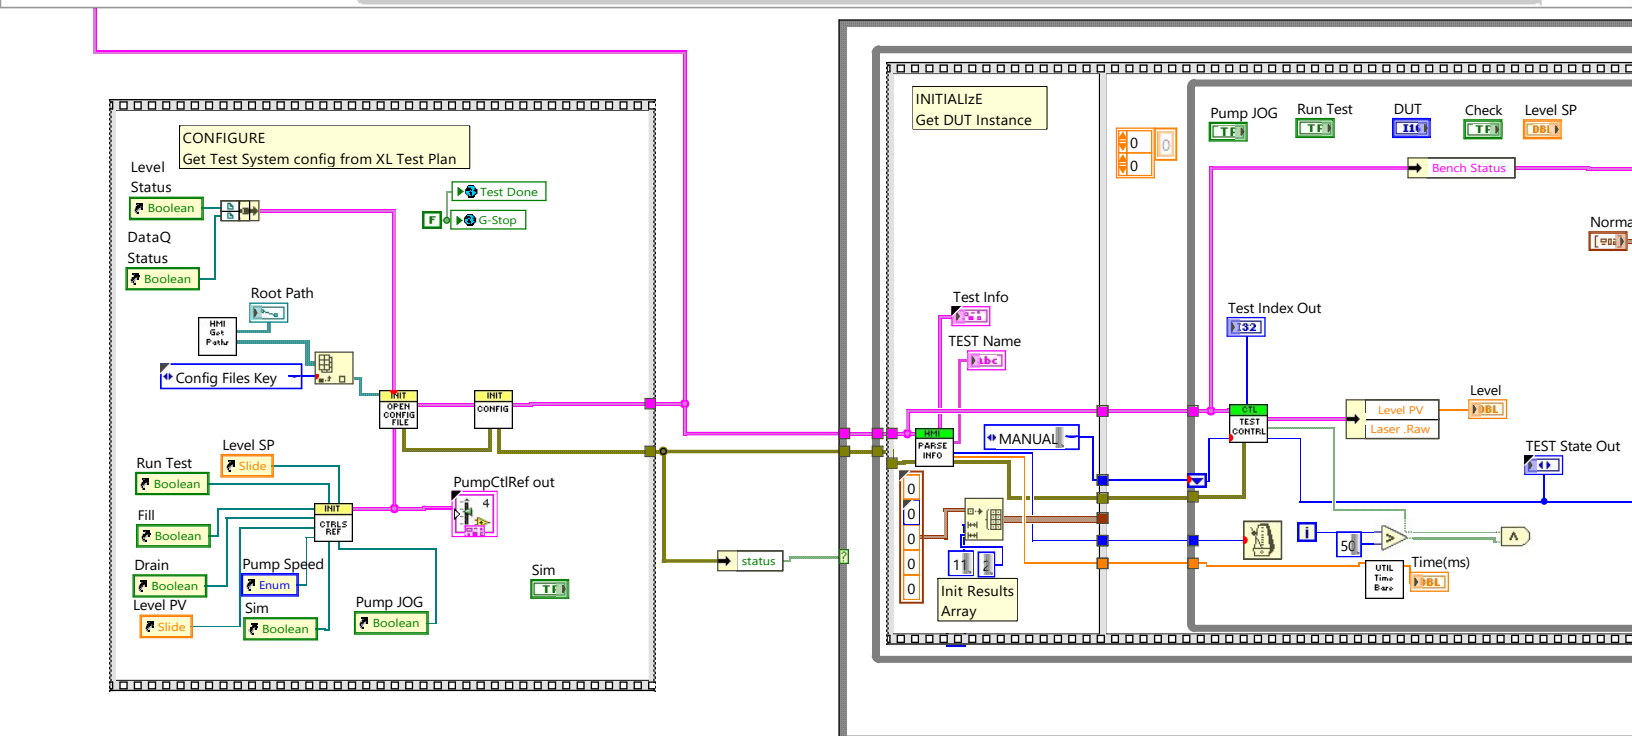 CONFIGURE
Get Test System config from XL Test Plan
Level
Status
Boolean
DataQ
Status
Boolean
Test Done
F
G-Stop
Root Path
HMI
Get
Paths
Config Files Key
INIT
OPEN
CONFIG
FILE
INIT
CONFIG
Level SP
Slide
Run Test
Boolean
Fill
Boolean
Drain
Boolean
Level PV
Slide
Pump Speed
Enum
Sim
Boolean
Pump JOG
Boolean
INIT
CTRLS
REF
PumpCtlRef out
4
Sim
TF
status
?
INITIALIzE
Get DUT Instance
Test Info
TEST Name
abc
HMI
PARSE
INFO
MANUAL
0
0
0
0
0
11
2
Init Results
Array
0
0
0
Pump JOG
TF
Run Test
TF
DUT
I16
Check
TF
Level SP
DBL
Bench Status
Norma
Test Index Out
I32
CTL
TEST
CONTRL
Level PV
Laser .Raw
Level
DBL
TEST State Out
i
50
>
UTIL
Time
Bars
Time(ms)
DBL